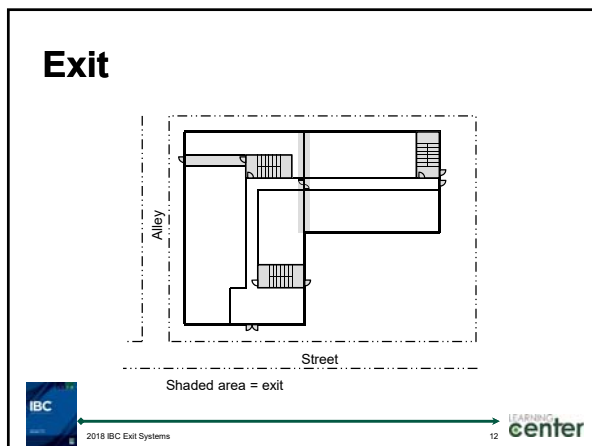 Exit
Alley
Street
Shaded area = exit
IBC
2018 IBC Exit Systems
12
LEARNING
center